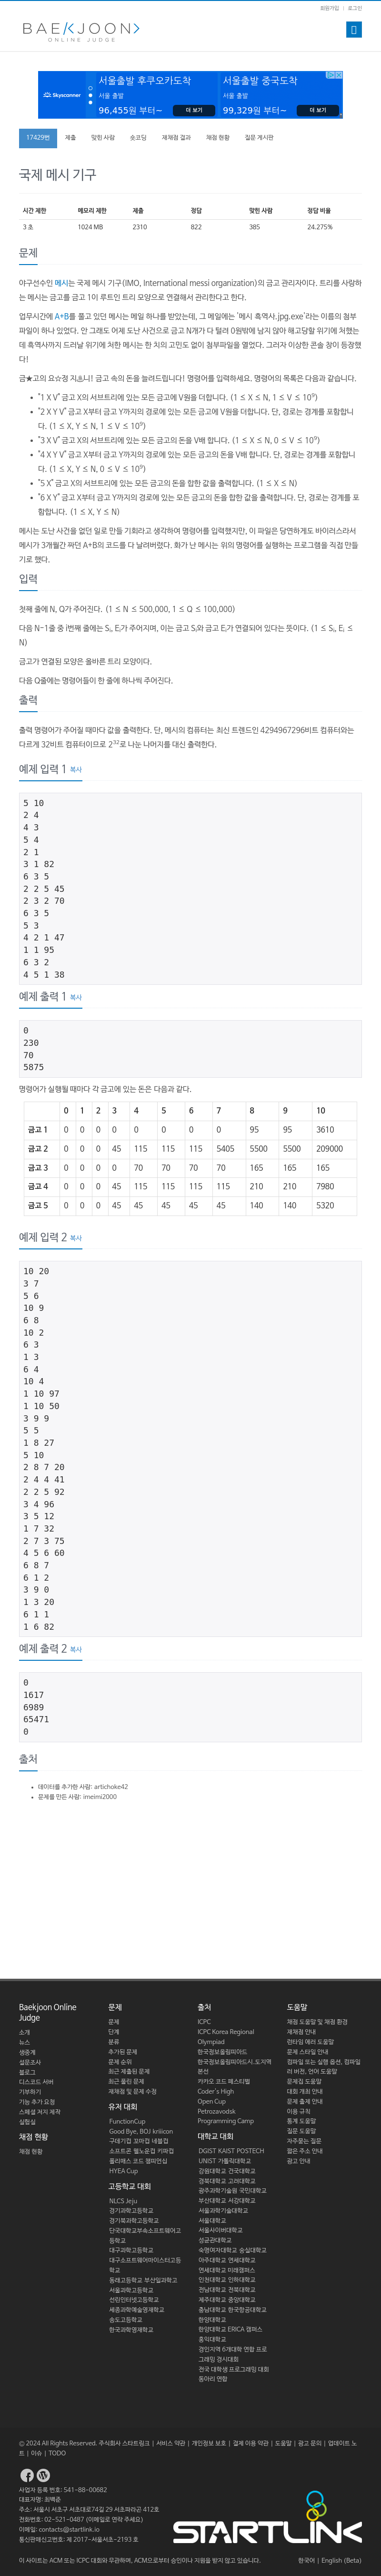 회원가입 | 로그인
BAEKJOON>
ONLINE JUDGE
Skyscanner
서울출발 후쿠오카도착
서울 출발
96,455원 부터~
더 보기
서울출발 중국도착
서울 출발
99,329원 부터~
더 보기
17429번 제출 맞힌 사람 숏코딩 재채점 결과 채점 현황 질문 게시판
국제 메시 기구
시간 제한 메모리 제한 제출 정답 맞힌 사람 정답 비율
3 초 1024 MB 2310 822 385 24.275%
문제
야구선수인 메시는 국제 메시 기구(IMO, International messi organization)의 금고 관리자이다. 트리를 사랑하
는 메시는 금고를 금고 1이 루트인 트리 모양으로 연결해서 관리한다고 한다.
업무시간에 A+B를 풀고 있던 메시는 메일 하나를 받았는데, 그 메일에는 '메시 흑역사.jpg.exe'라는 이름의 첨부
파일이 하나 있었다. 안 그래도 어제 도난 사건으로 금고 N개가 다 털려 0원밖에 남지 않아 해고당할 위기에 처했는
데 흑역사까지 드러날 위기에 처한 메시는 한 치의 고민도 없이 첨부파일을 열었다. 그러자 이상한 콘솔 창이 등장했
다!
금★고의 요☆정 지쇼니! 금고 속의 돈을 늘려드립니다! 명령어를 입력하세요. 명령어의 목록은 다음과 같습니다.
• "1 X V" 금고 X의 서브트리에 있는 모든 금고에 V원을 더합니다. (1 ≤ X ≤ N, 1 ≤ V ≤ 10⁹)
• "2 X Y V" 금고 X부터 금고 Y까지의 경로에 있는 모든 금고에 V원을 더합니다. 단, 경로는 경계를 포함합니
다. (1 ≤ X, Y ≤ N, 1 ≤ V ≤ 10⁹)
• "3 X V" 금고 X의 서브트리에 있는 모든 금고의 돈을 V배 합니다. (1 ≤ X ≤ N, 0 ≤ V ≤ 10⁹)
• "4 X Y V" 금고 X부터 금고 Y까지의 경로에 있는 모든 금고의 돈을 V배 합니다. 단, 경로는 경계를 포함합니
다. (1 ≤ X, Y ≤ N, 0 ≤ V ≤ 10⁹)
• "5 X" 금고 X의 서브트리에 있는 모든 금고의 돈을 합한 값을 출력합니다. (1 ≤ X ≤ N)
• "6 X Y" 금고 X부터 금고 Y까지의 경로에 있는 모든 금고의 돈을 합한 값을 출력합니다. 단, 경로는 경계를 포
함합니다. (1 ≤ X, Y ≤ N)
메시는 도난 사건을 없던 일로 만들 기회라고 생각하며 명령어를 입력했지만, 이 파일은 당연하게도 바이러스라서
메시가 3개월간 짜던 A+B의 코드를 다 날려버렸다. 화가 난 메시는 위의 명령어를 실행하는 프로그램을 직접 만들
기로 했다.
입력
첫째 줄에 N, Q가 주어진다. (1 ≤ N ≤ 500,000, 1 ≤ Q ≤ 100,000)
다음 N-1줄 중 i번째 줄에는 Sᵢ, Eᵢ가 주어지며, 이는 금고 Sᵢ와 금고 Eᵢ가 연결되어 있다는 뜻이다. (1 ≤ Sᵢ, Eᵢ ≤
N)
금고가 연결된 모양은 올바른 트리 모양이다.
다음 Q줄에는 명령어들이 한 줄에 하나씩 주어진다.
출력
출력 명령어가 주어질 때마다 값을 출력한다. 단, 메시의 컴퓨터는 최신 트렌드인 4294967296비트 컴퓨터와는
다르게 32비트 컴퓨터이므로 2³²로 나눈 나머지를 대신 출력한다.
예제 입력 1 복사
5 10
2 4
4 3
5 4
2 1
3 1 82
6 3 5
2 2 5 45
2 3 2 70
6 3 5
5 3
4 2 1 47
1 1 95
6 3 2
4 5 1 38
예제 출력 1 복사
0
230
70
5875
명령어가 실행될 때마다 각 금고에 있는 돈은 다음과 같다.
0 1 2 3 4 5 6 7 8 9 10
금고 1 0 0 0 0 0 0 0 0 95 95 3610
금고 2 0 0 0 45 115 115 115 5405 5500 5500 209000
금고 3 0 0 0 0 70 70 70 70 165 165 165
금고 4 0 0 0 45 115 115 115 115 210 210 7980
금고 5 0 0 0 45 45 45 45 45 140 140 5320
예제 입력 2 복사
10 20
3 7
5 6
10 9
6 8
10 2
6 3
1 3
6 4
10 4
1 10 97
1 10 50
3 9 9
5 5
1 8 27
5 10
2 8 7 20
2 4 4 41
2 2 5 92
3 4 96
3 5 12
1 7 32
2 7 3 75
4 5 6 60
6 8 7
6 1 2
3 9 0
1 3 20
6 1 1
1 6 82
예제 출력 2 복사
0
1617
6989
65471
0
출처
• 데이터를 추가한 사람: artichoke42
• 문제를 만든 사람: imeimi2000
Baekjoon Online
Judge
소개
뉴스
생중계
설문조사
블로그
디스코드 서버
기부하기
기능 추가 요청
스페셜 저지 제작
실험실
채점 현황
채점 현황
문제
문제
단계
분류
추가된 문제
문제 순위
최근 제출된 문제
최근 풀린 문제
재채점 및 문제 수정
유저 대회
FunctionCup
Good Bye, BOJ
kriiicon
구데기컵
꼬마컵
네블컵
소프트콘
웰노운컵
키파컵
폴리매스 코드 챔피언십
HYEA Cup
고등학교 대회
NLCS Jeju
경기과학고등학교
경기북과학고등학교
단국대학교부속소프트웨어고
등학교
대구과학고등학교
대구소프트웨어마이스터고등
학교
동래고등학교
부산일과학고
서울과학고등학교
선린인터넷고등학교
세종과학예술영재학교
송도고등학교
한국과학영재학교
출처
ICPC
ICPC Korea Regional
Olympiad
한국정보올림피아드
한국정보올림피아드시.도지역
본선
카카오 코드 페스티벌
Coder's High
Open Cup
Petrozavodsk
Programming Camp
대학교 대회
DGIST
KAIST
POSTECH
UNIST
가톨릭대학교
강원대학교
건국대학교
경북대학교
고려대학교
광주과학기술원
국민대학교
부산대학교
서강대학교
서울과학기술대학교
서울대학교
서울사이버대학교
성균관대학교
숙명여자대학교
숭실대학교
아주대학교
연세대학교
연세대학교 미래캠퍼스
인천대학교
인하대학교
전남대학교
전북대학교
제주대학교
중앙대학교
충남대학교
한국항공대학교
한양대학교
한양대학교 ERICA 캠퍼스
홍익대학교
경인지역 6개대학 연합 프로
그래밍 경시대회
전국 대학생 프로그래밍 대회
동아리 연합
도움말
채점 도움말 및 채점 환경
재채점 안내
런타임 에러 도움말
문제 스타일 안내
컴파일 또는 실행 옵션, 컴파일
러 버전, 언어 도움말
문제집 도움말
대회 개최 안내
문제 출제 안내
이용 규칙
통계 도움말
질문 도움말
자주묻는 질문
짧은 주소 안내
광고 안내
© 2024 All Rights Reserved. 주식회사 스타트링크 | 서비스 약관 | 개인정보 보호 | 결제 이용 약관 | 도움말 | 광고 문의 | 업데이트 노
트 | 이슈 | TODO
사업자 등록 번호: 541-88-00682
대표자명: 최백준
주소: 서울시 서초구 서초대로74길 29 서초파라곤 412호
전화번호: 02-521-0487 (이메일로 연락 주세요)
이메일: contacts@startlink.io
통신판매신고번호: 제 2017-서울서초-2193 호
STARTLINK
이 사이트는 ACM 또는 ICPC 대회와 무관하며, ACM으로부터 승인이나 지원을 받지 않고 있습니다.
한국어 | English (Beta)